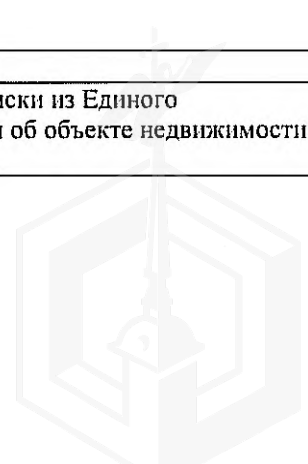 иски из Единого
об объекте недвижимости